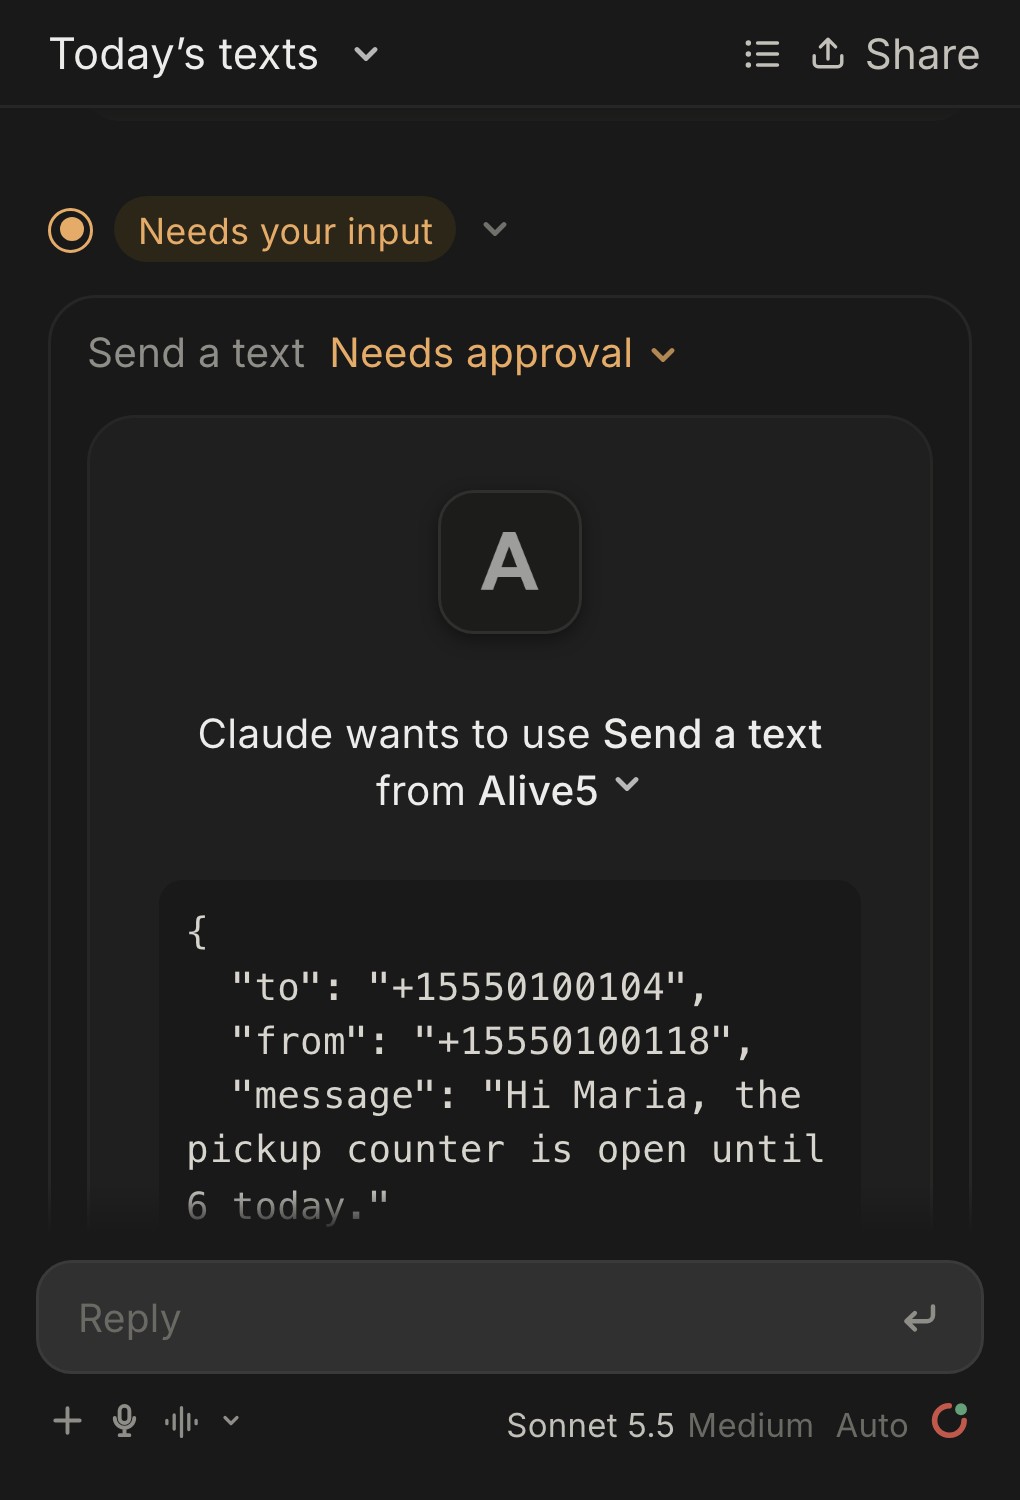 Today’s texts
Share
Needs your input
Send a text Needs approval
A
Claude wants to use Send a text
from Alive5
{
  "to": "+15550100104",
  "from": "+15550100118",
  "message": "Hi Maria, the
pickup counter is open until
6 today."
Reply
Sonnet 5.5 Medium Auto